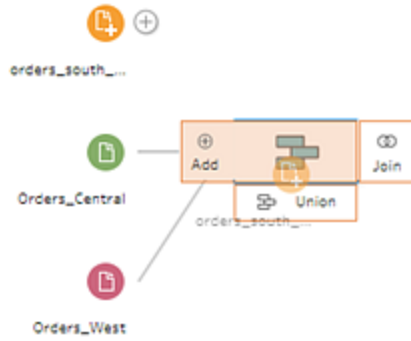 orders_south_...
Add
Join
Orders_Central
Union
orders_south_...
Orders_West